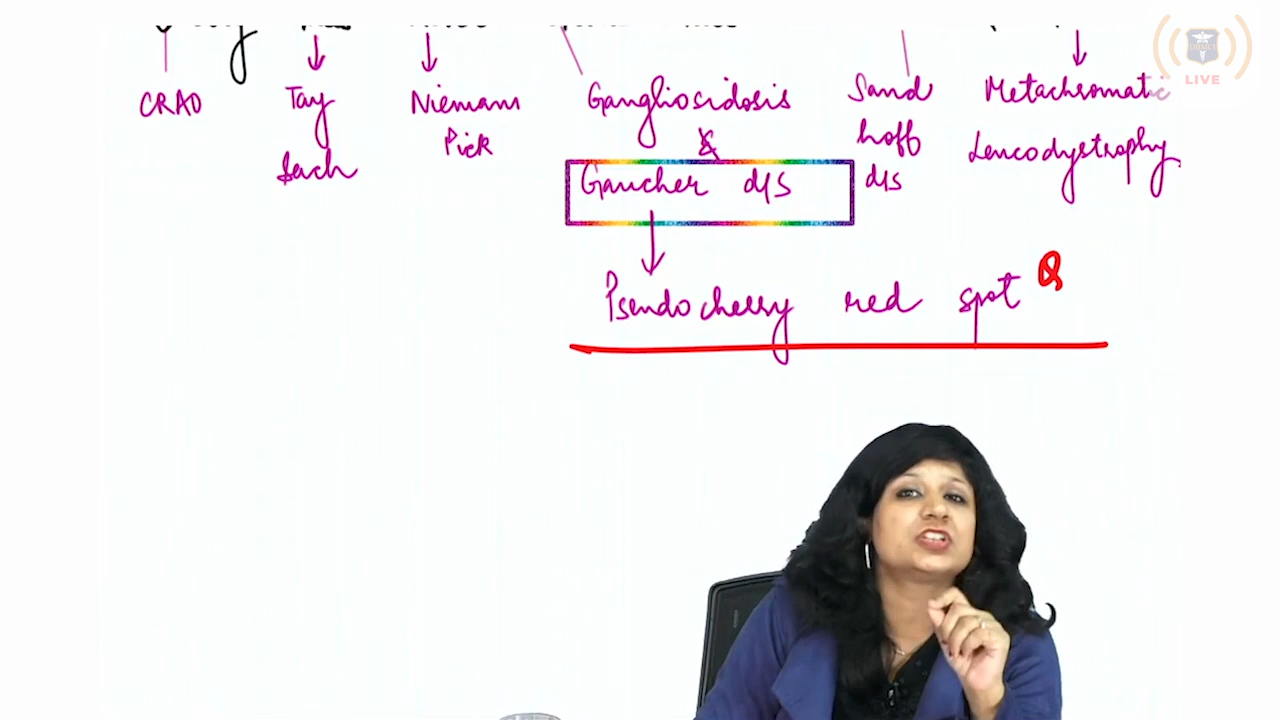 CRAO Tay Niemann Gangliosidosis Sand Metachromatic
Sach Pick & hoff Leucodystrophy
Gaucher d/s d/s
Pseudo cherry red spot Q
LIVE